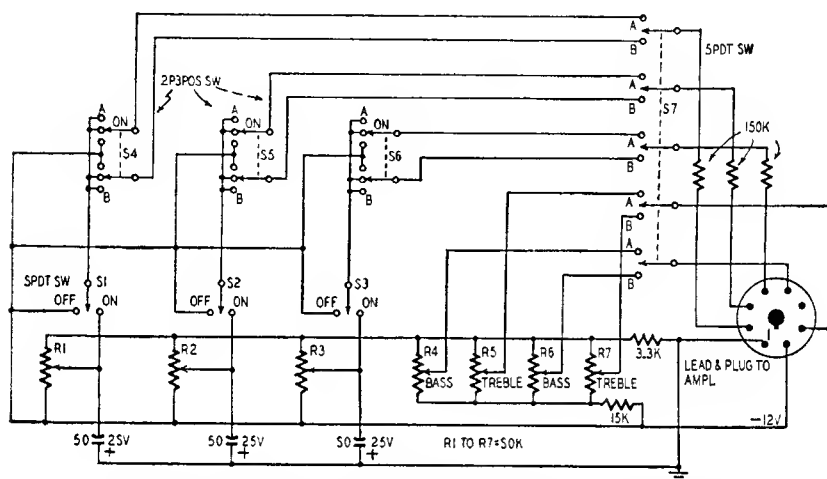 A
B
5PDT SW
2P3POS SW
A
B
S7
A
ON
S4
B
A
ON
S5
B
ON
S6
B
A
B
150K
A
B
A
B
SPDT SW
S1
OFF
ON
S2
OFF
ON
S3
OFF
ON
R1
R2
R3
R4
BASS
R5
TREBLE
R6
BASS
R7
TREBLE
3.3K
LEAD & PLUG TO
AMPL
15K
-12V
50 25V
+
50 25V
+
50 25V
+
R1 TO R7=50K